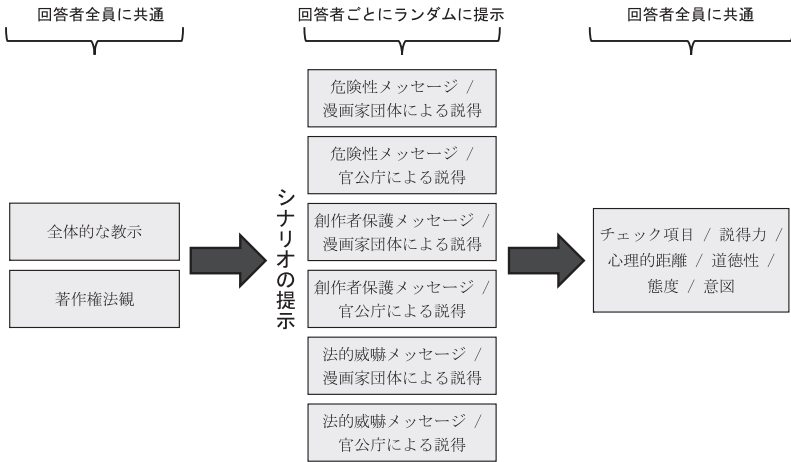 回答者全員に共通
回答者ごとにランダムに提示
回答者全員に共通
全体的な教示
著作権法観
シナリオの提示
危険性メッセージ /
漫画家団体による説得
危険性メッセージ /
官公庁による説得
創作者保護メッセージ /
漫画家団体による説得
創作者保護メッセージ /
官公庁による説得
法的威嚇メッセージ /
漫画家団体による説得
法的威嚇メッセージ /
官公庁による説得
チェック項目 / 説得力 /
心理的距離 / 道徳性 /
態度 / 意図